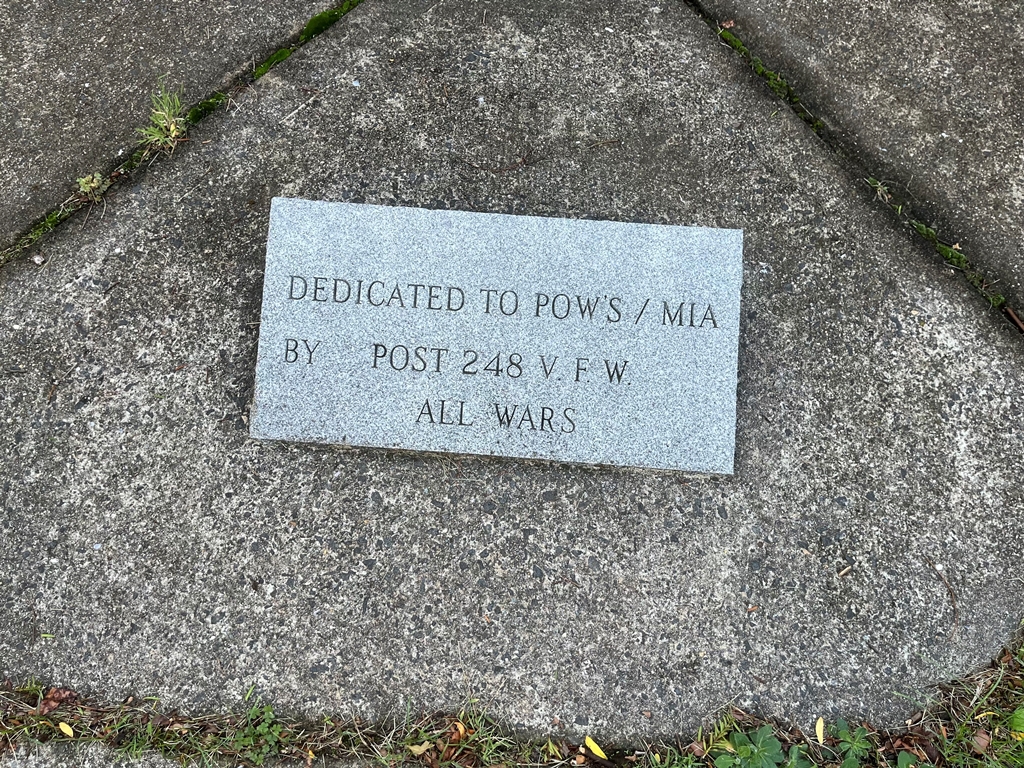 DEDICATED TO POW'S / MIA
BY POST 248 V. F. W.
ALL WARS